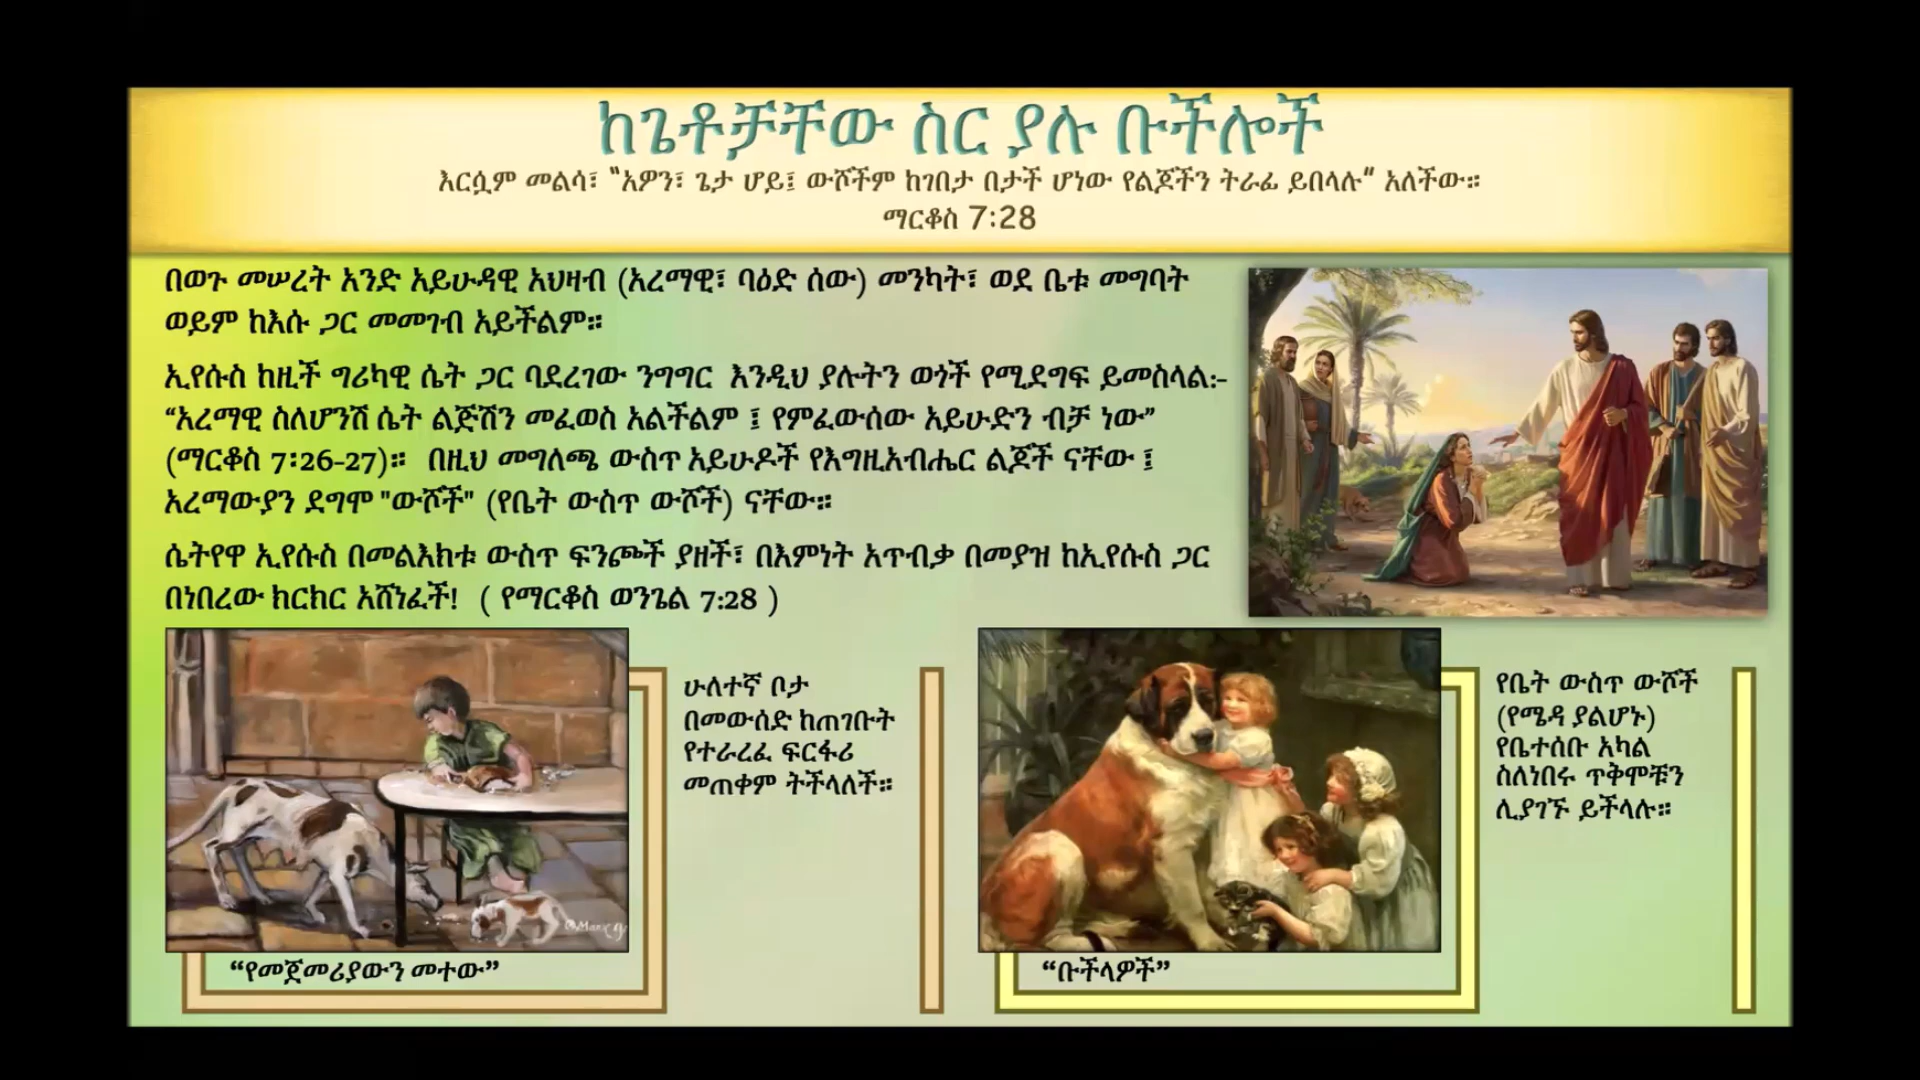 ከጌቶቻቸው ስር ያሉ ቡችሎች
እርሷም መልሳ፣ "አዎን፣ ጌታ ሆይ፤ ውሾችም ከገበታ በታች ሆነው የልጆችን ትራፊ ይበላሉ" አለችው።
ማርቆስ 7:28
በወጉ መሠረት አንድ አይሁዳዊ አህዛብ (አረማዊ፣ ባዕድ ሰው) መንካት፣ ወደ ቤቱ መግባት
ወይም ከእሱ ጋር መመገብ አይችልም።
ኢየሱስ ከዚች ግሪካዊ ሴት ጋር ባደረገው ንግግር እንዲህ ያሉትን ወጎች የሚደግፍ ይመስላል:-
“አረማዊ ስለሆንሽ ሴት ልጅሽን መፈወስ አልችልም ፤ የምፈውሰው አይሁድን ብቻ ነው”
(ማርቆስ 7፡26-27)። በዚህ መግለጫ ውስጥ አይሁዶች የእግዚአብሔር ልጆች ናቸው ፤
አረማውያን ደግሞ "ውሾች" (የቤት ውስጥ ውሾች) ናቸው።
ሴትየዋ ኢየሱስ በመልእክቱ ውስጥ ፍንጮች ያዘች፣ በእምነት አጥብቃ በመያዝ ከኢየሱስ ጋር
በነበረው ክርክር አሸነፈች! ( የማርቆስ ወንጌል 7:28 )
ሁለተኛ ቦታ
በመውሰድ ከጠገቡት
የተራረፈ ፍርፋሪ
መጠቀም ትችላለች።
“የመጀመሪያውን መተው”
የቤት ውስጥ ውሾች
(የሜዳ ያልሆኑ)
የቤተሰቡ አካል
ስለነበሩ ጥቅሞቹን
ሊያገኙ ይችላሉ።
“ቡችላዎች”